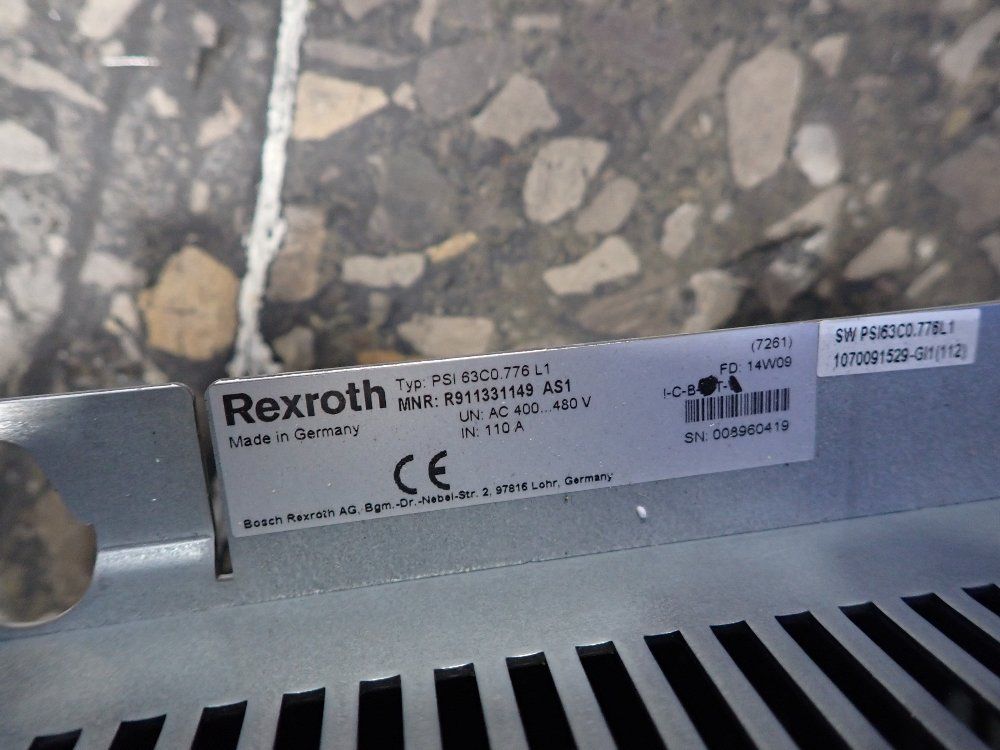 Rexroth
Made in Germany
Typ: PSI 63C0.776 L1
MNR: R911331149 AS1
UN: AC 400...480 V
IN: 110 A
CE
Bosch Rexroth AG, Bgm.-Dr.-Nebel-Str. 2, 97816 Lohr, Germany
(7261)
FD: 14W09
SN: 008960419
SW PSI63C0.776L1
1070091529-GI1(112)